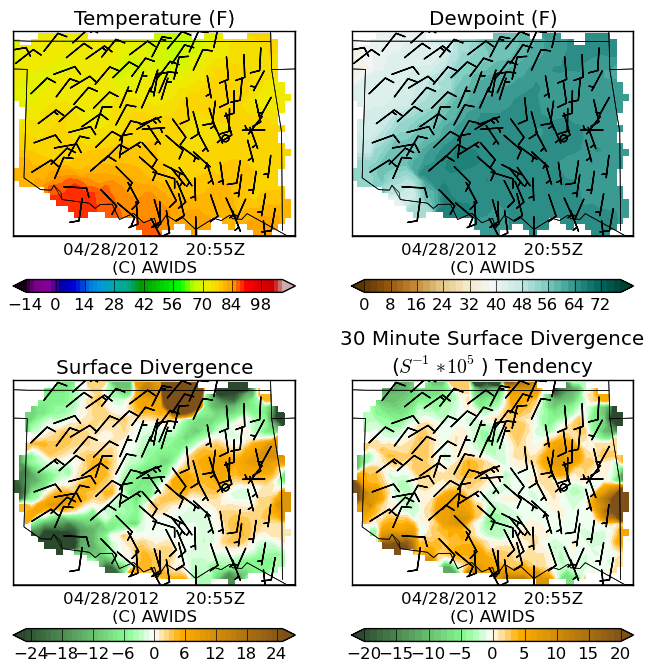 Temperature (F)
04/28/2012 20:55Z
(C) AWIDS
−14 0 14 28 42 56 70 84 98
Dewpoint (F)
04/28/2012 20:55Z
(C) AWIDS
0 8 16 24 32 40 48 56 64 72
Surface Divergence
04/28/2012 20:55Z
(C) AWIDS
−24 −18 −12 −6 0 6 12 18 24
30 Minute Surface Divergence
(S⁻¹ *10⁵ ) Tendency
04/28/2012 20:55Z
(C) AWIDS
−20 −15 −10 −5 0 5 10 15 20